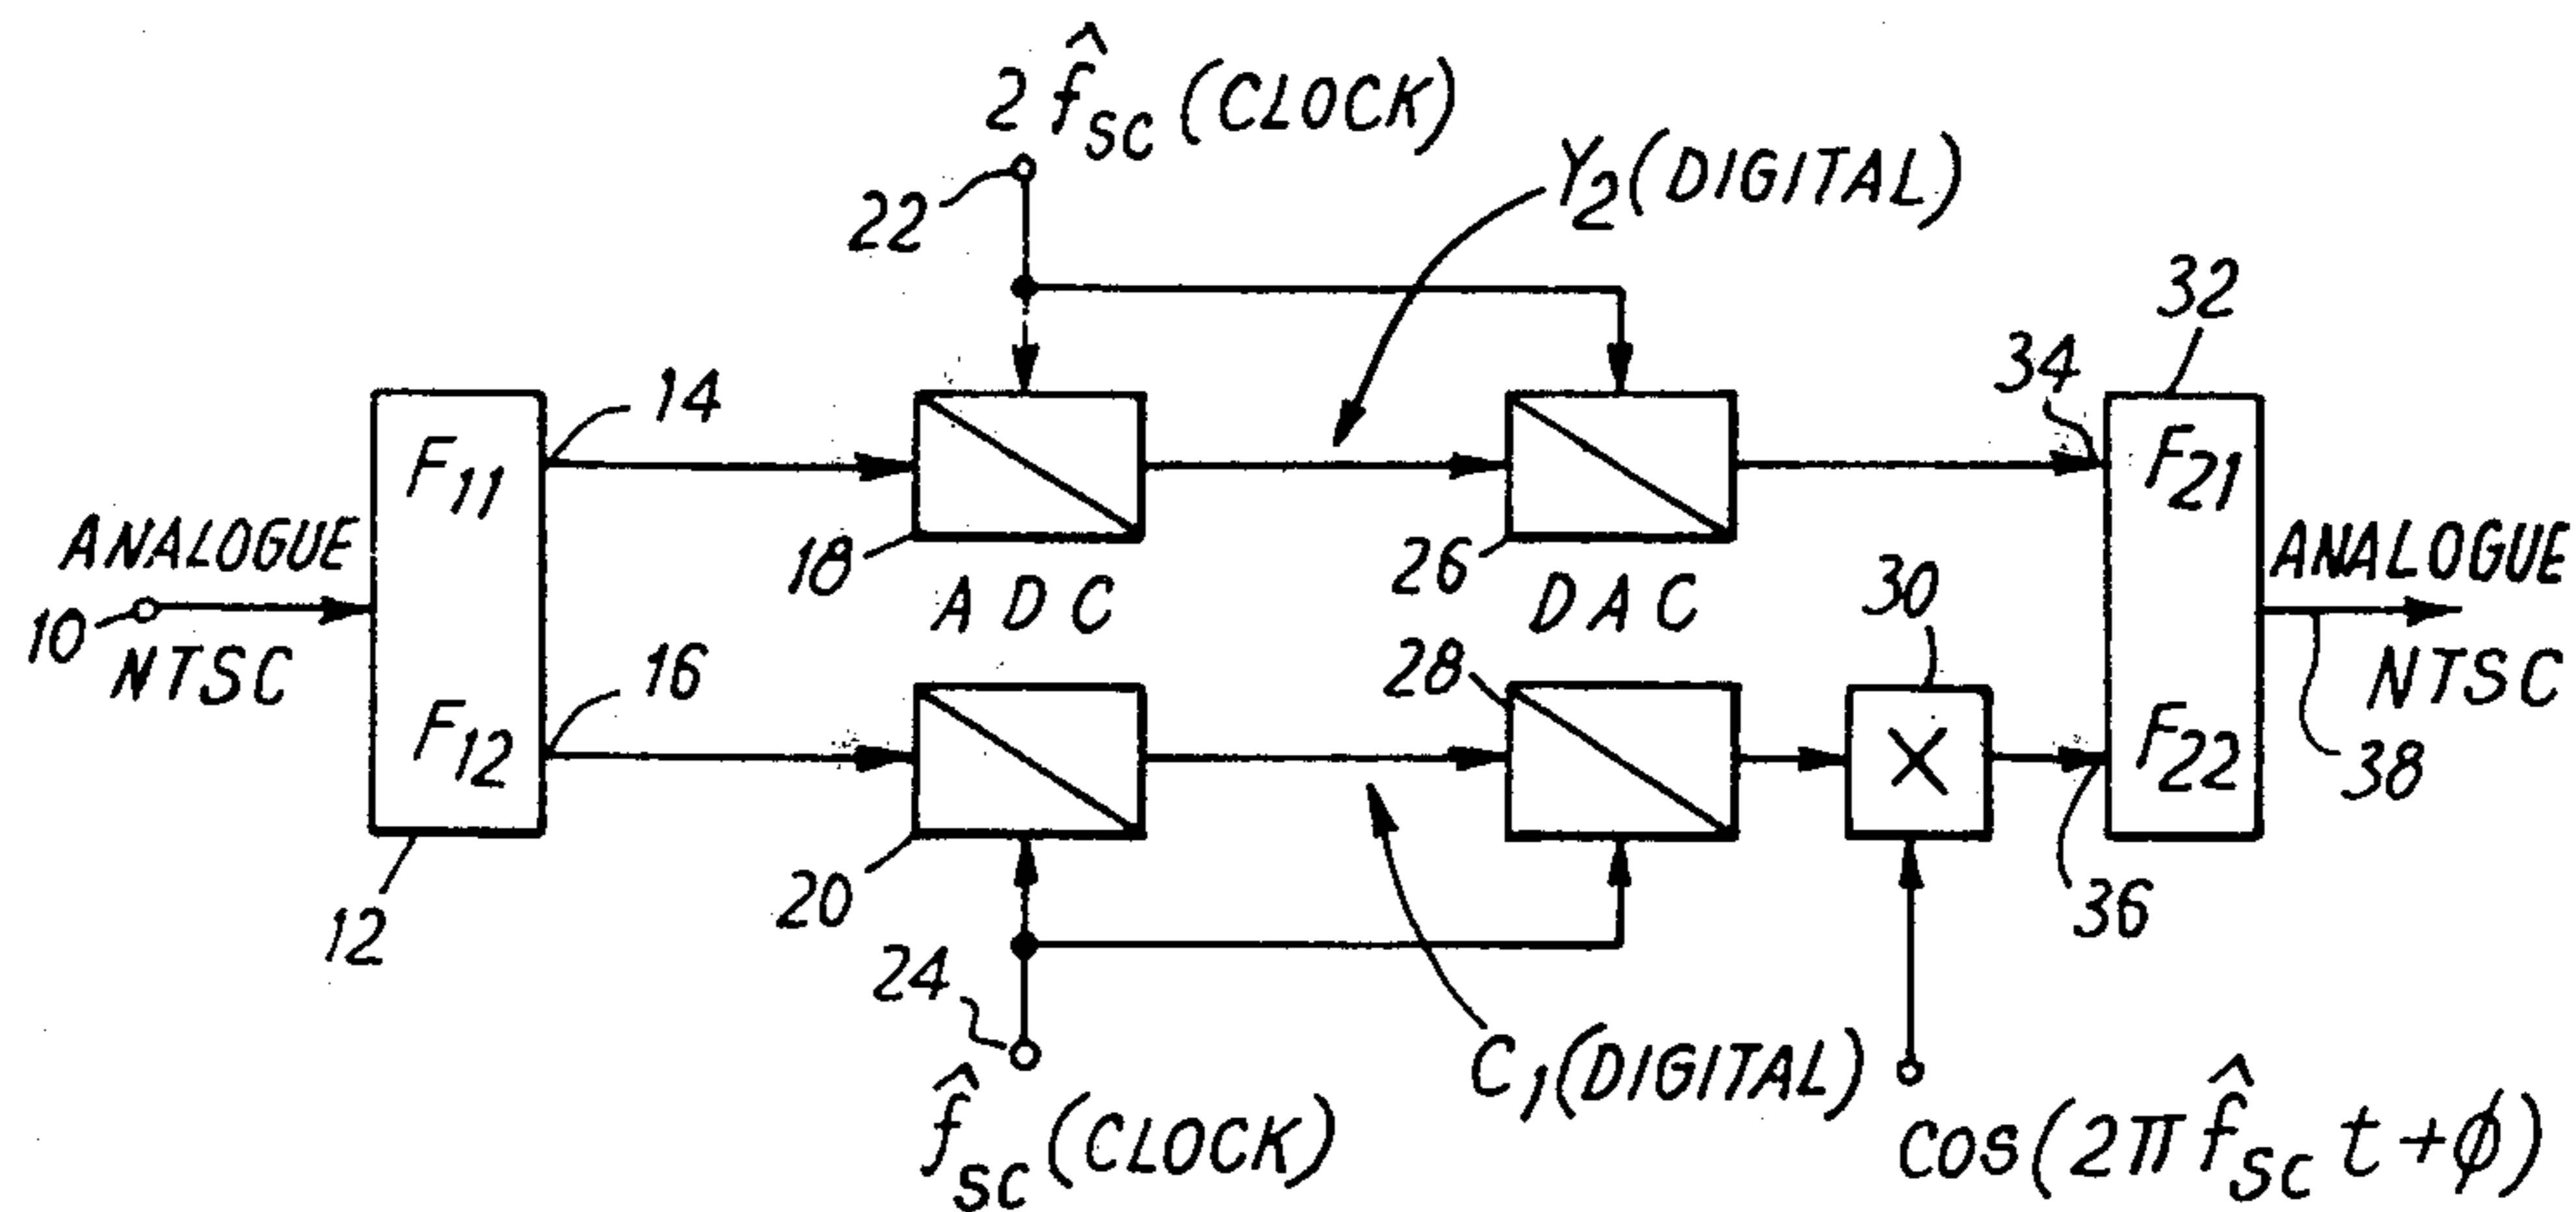 2 f̂SC (CLOCK)
22
Y2 (DIGITAL)
32
14
34
F11
F21
ANALOGUE
10
NTSC
18
ADC
26
DAC
30
ANALOGUE
NTSC
38
16
28
F12
×
F22
12
20
36
24
f̂SC (CLOCK)
C1 (DIGITAL)
COS(2π f̂SC t + ϕ)